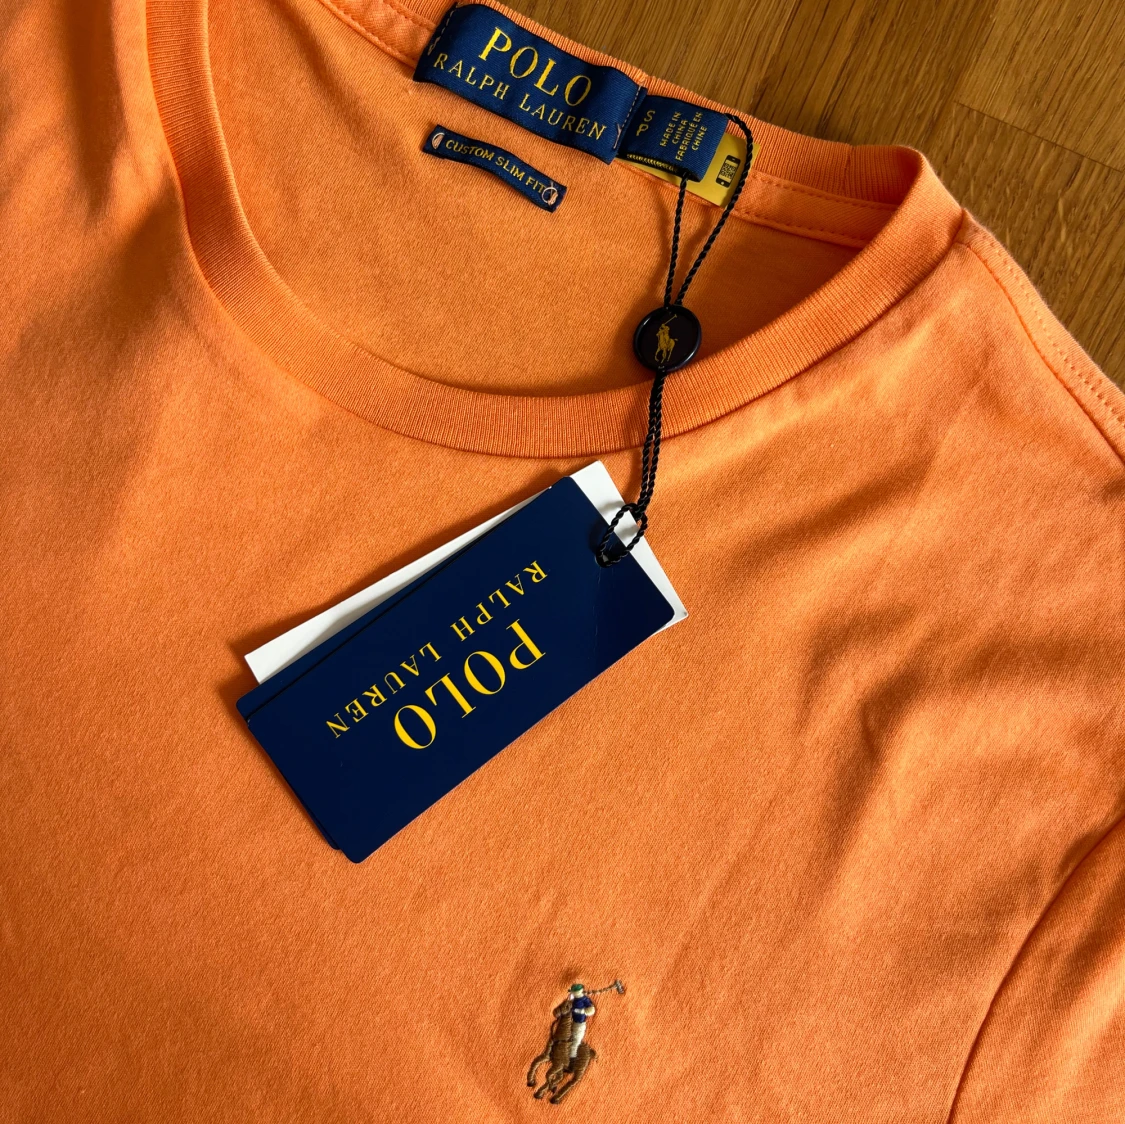 POLO
RALPH LAUREN
CUSTOM SLIM FIT
S
P
MADE IN
CHINA
FABRIQUÉ EN
CHINE
POLO
RALPH LAUREN